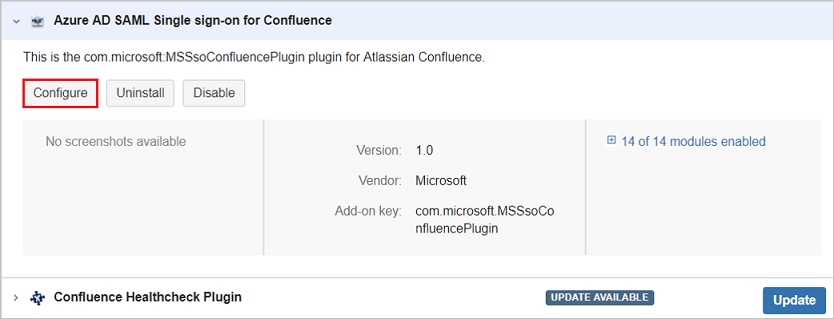 Azure AD SAML Single sign-on for Confluence
This is the com.microsoft:MSSsoConfluencePlugin plugin for Atlassian Confluence.
Configure Uninstall Disable
No screenshots available
Version: 1.0
Vendor: Microsoft
Add-on key: com.microsoft.MSSsoCo
nfluencePlugin
14 of 14 modules enabled
Confluence Healthcheck Plugin UPDATE AVAILABLE Update